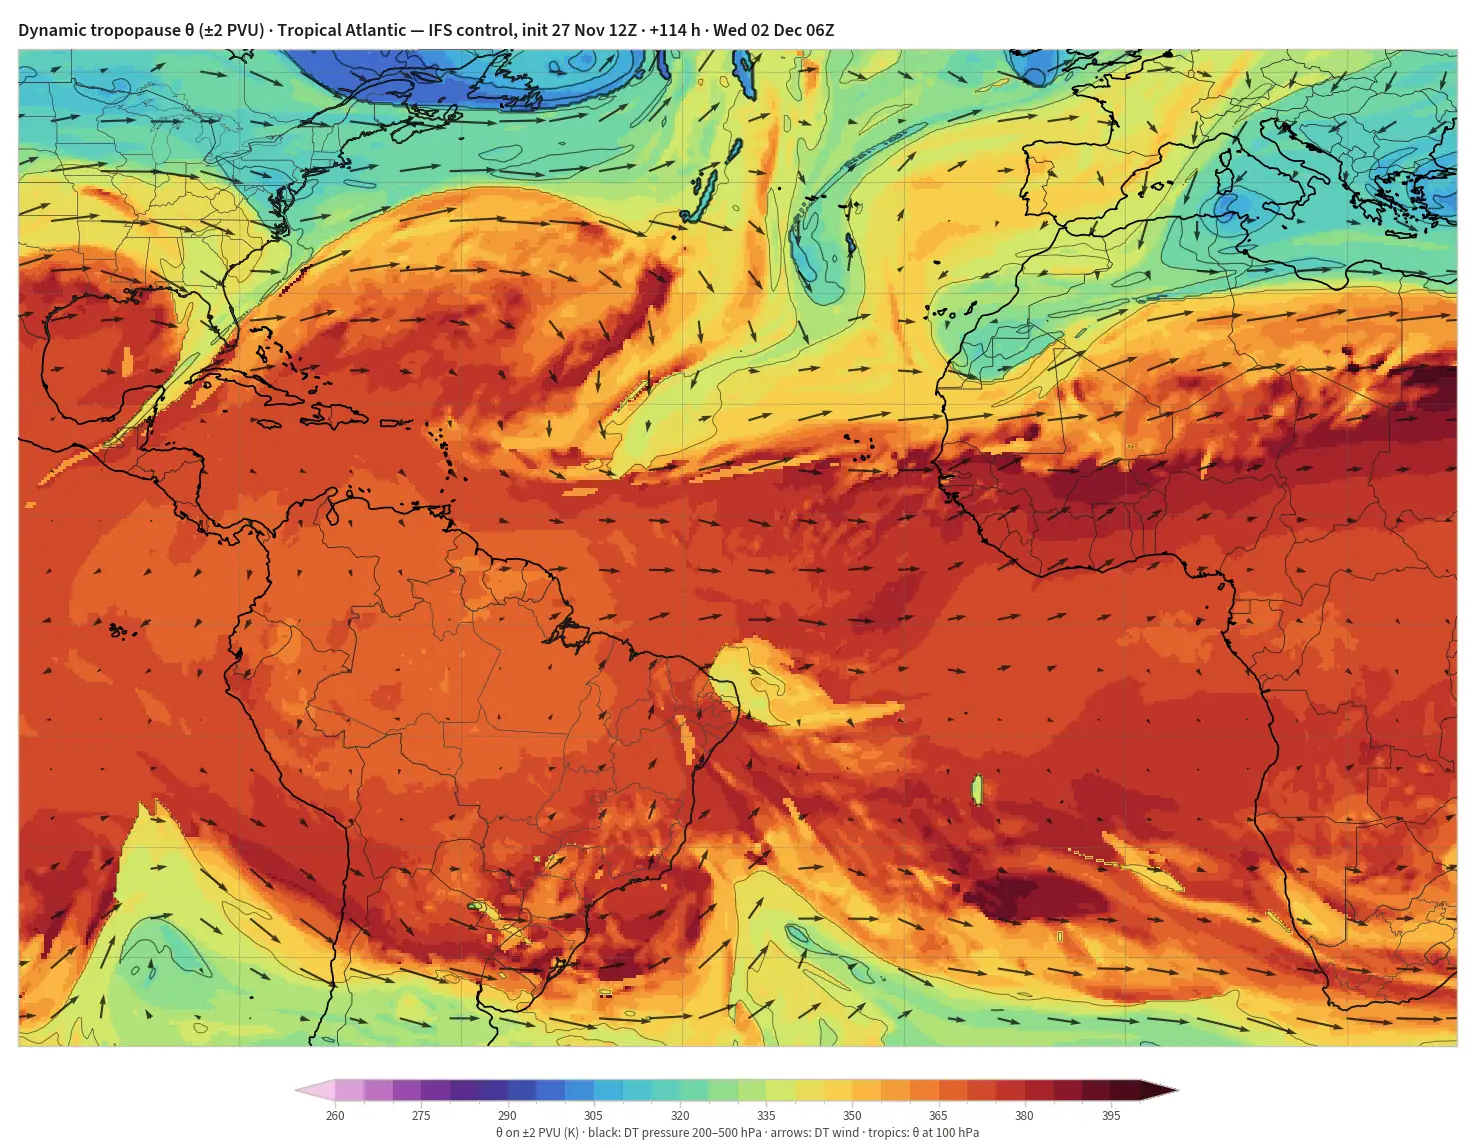 Dynamic tropopause θ (±2 PVU) · Tropical Atlantic — IFS control, init 27 Nov 12Z · +114 h · Wed 02 Dec 06Z
260 275 290 305 320 335 350 365 380 395
θ on ±2 PVU (K) · black: DT pressure 200–500 hPa · arrows: DT wind · tropics: θ at 100 hPa